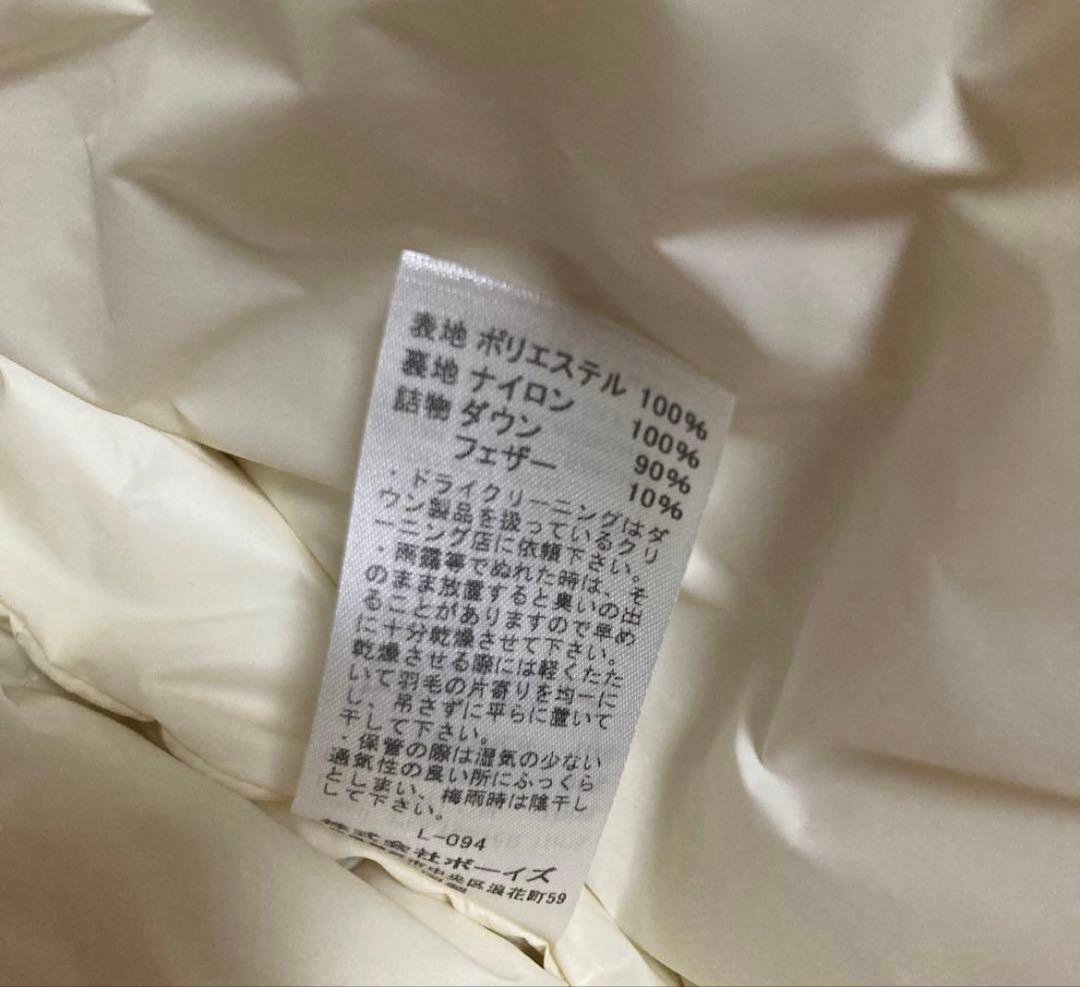 表地 ポリエステル 100%
裏地 ナイロン 100%
詰物 ダウン 90%
フェザー 10%
・ドライクリーニングはダ
ウン製品を扱っているクリ
ーニング店に依頼下さい。
・雨露等でぬれた時は、そ
のまま放置すると臭いの出
ることがありますので早め
に十分乾燥させて下さい。
乾燥させる際には軽くたた
いて羽毛の片寄りを均一に
し、吊さずに平らに置いて
干して下さい。
・保管の際は湿気の少ない
通気性の良い所にふっくら
としまい、梅雨時は陰干し
して下さい。
L-094
株式会社ボーイズ
市中央区浪花町59